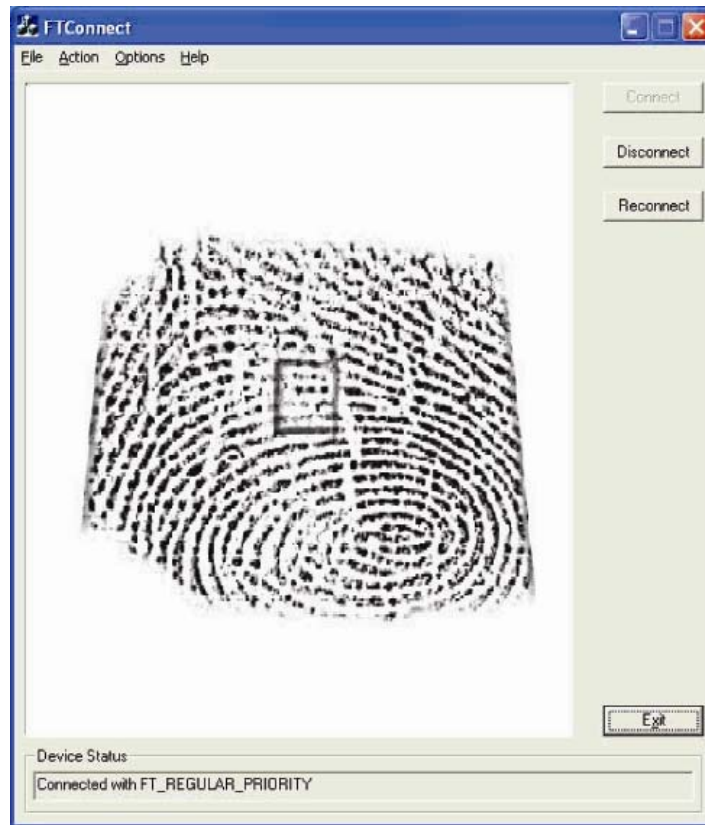 FTConnect
File Action Options Help
Connect
Disconnect
Reconnect
Exit
Device Status
Connected with FT_REGULAR_PRIORITY